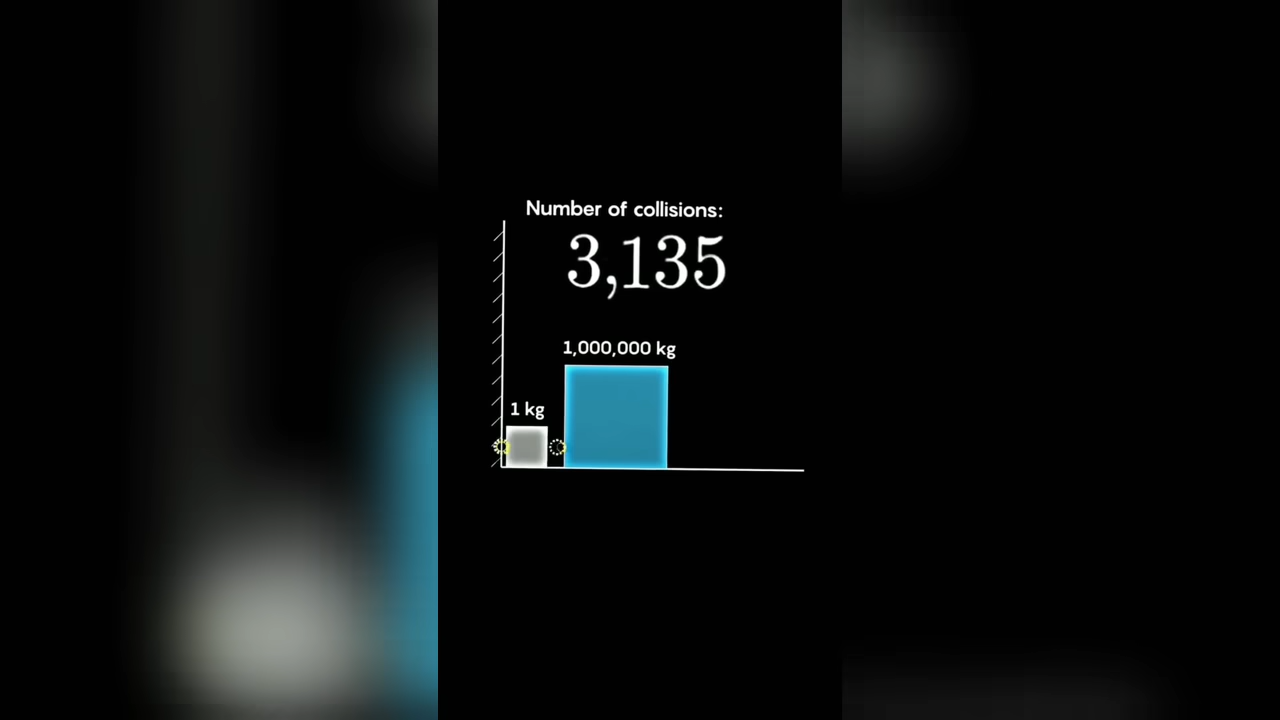 Number of collisions:
3,135
1,000,000 kg
1 kg